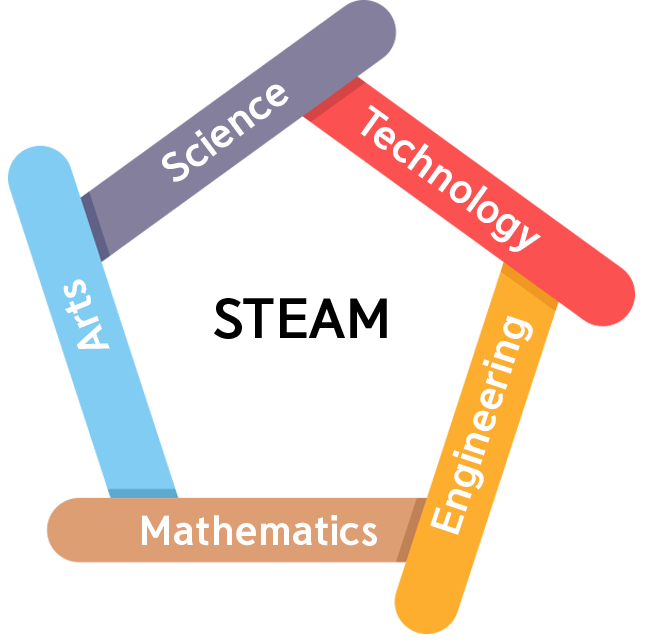 Science
Technology
Arts
STEAM
Engineering
Mathematics